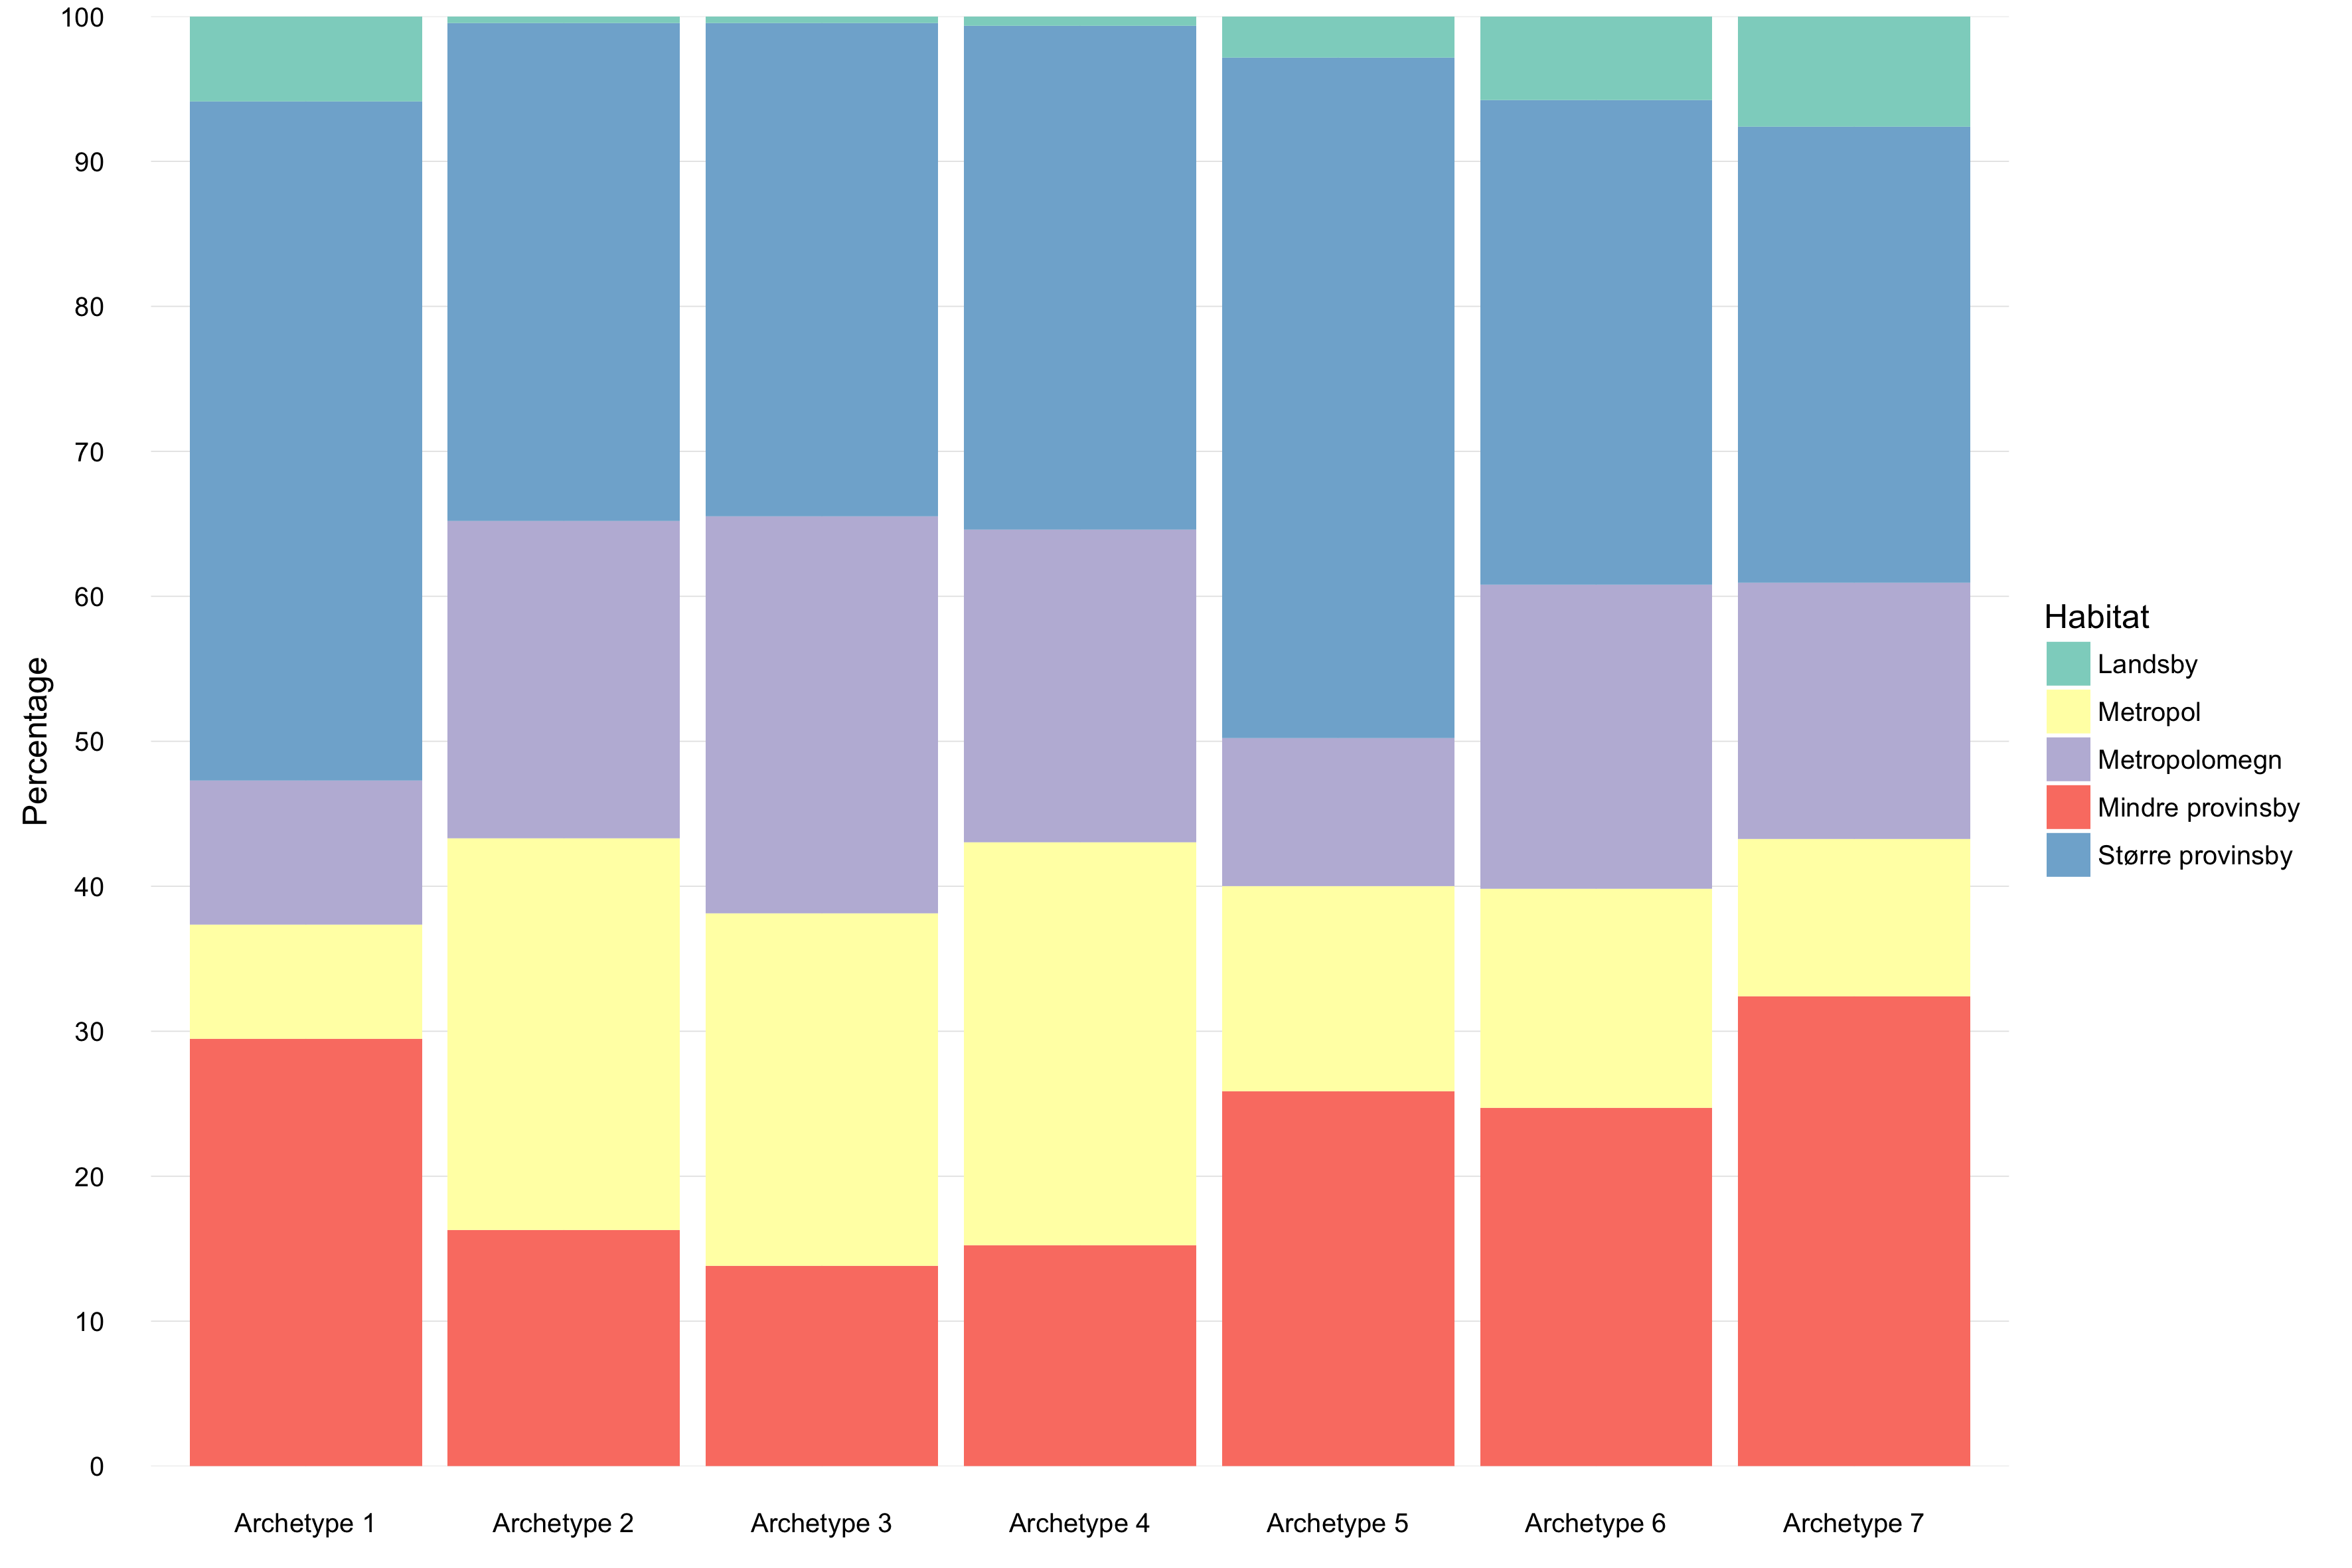 Percentage
100
90
80
70
60
50
40
30
20
10
0
Archetype 1
Archetype 2
Archetype 3
Archetype 4
Archetype 5
Archetype 6
Archetype 7
Habitat
Landsby
Metropol
Metropolomegn
Mindre provinsby
Større provinsby